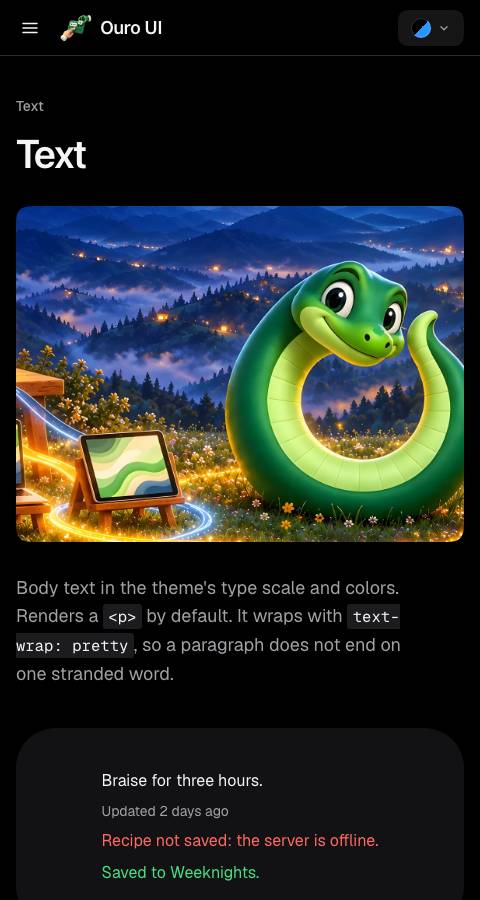 Ouro UI
Text
Text
Body text in the theme's type scale and colors.
Renders a <p> by default. It wraps with text-
wrap: pretty, so a paragraph does not end on
one stranded word.
Braise for three hours.
Updated 2 days ago
Recipe not saved: the server is offline.
Saved to Weeknights.